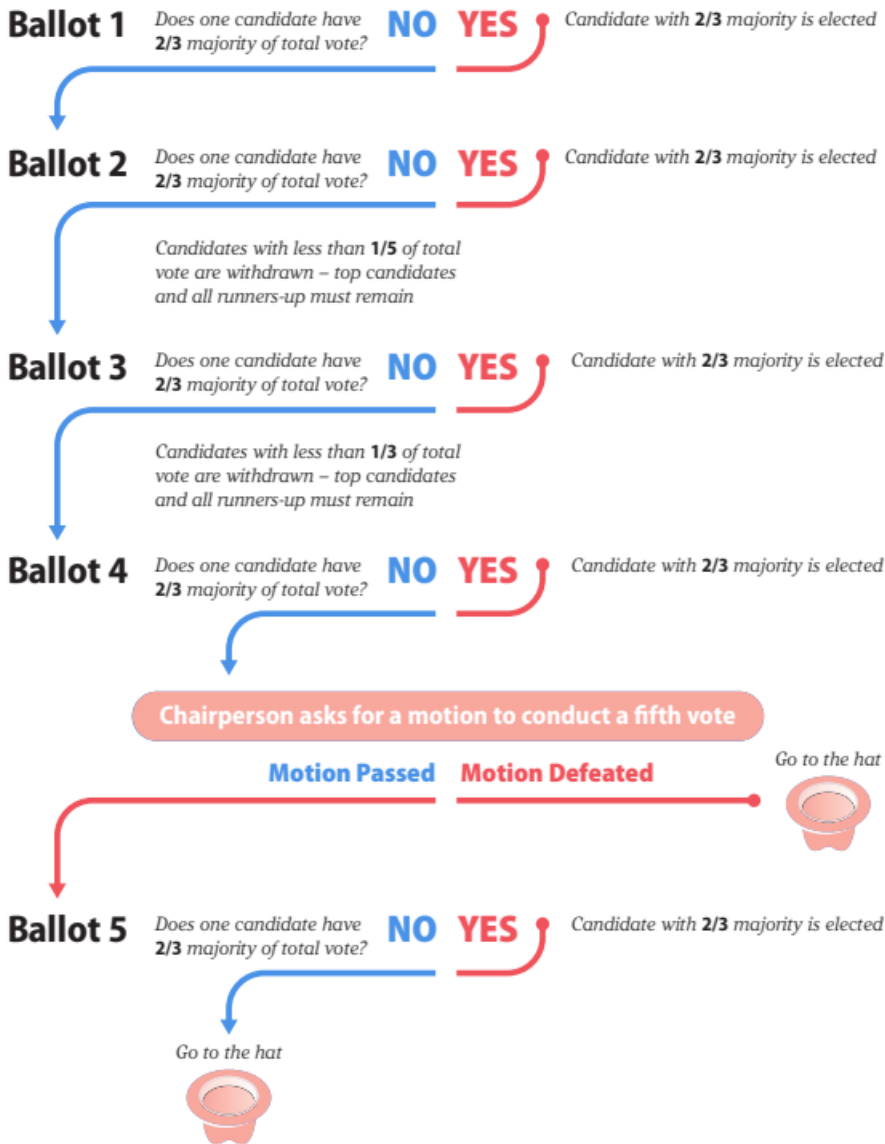 Ballot 1
Does one candidate have
2/3 majority of total vote?
NO YES
Candidate with 2/3 majority is elected
Ballot 2
Does one candidate have
2/3 majority of total vote?
NO YES
Candidate with 2/3 majority is elected
Candidates with less than 1/5 of total
vote are withdrawn – top candidates
and all runners-up must remain
Ballot 3
Does one candidate have
2/3 majority of total vote?
NO YES
Candidate with 2/3 majority is elected
Candidates with less than 1/3 of total
vote are withdrawn – top candidates
and all runners-up must remain
Ballot 4
Does one candidate have
2/3 majority of total vote?
NO YES
Candidate with 2/3 majority is elected
Chairperson asks for a motion to conduct a fifth vote
Motion Passed Motion Defeated
Go to the hat
Ballot 5
Does one candidate have
2/3 majority of total vote?
NO YES
Candidate with 2/3 majority is elected
Go to the hat